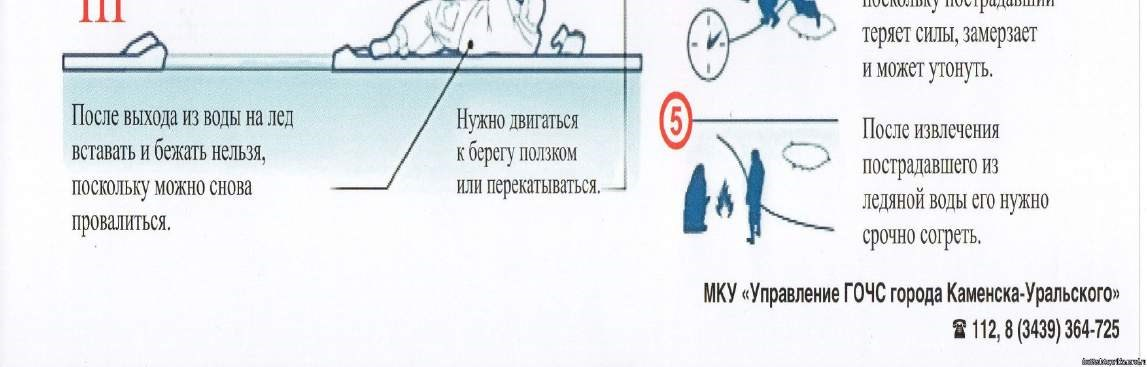 III
После выхода из воды на лед
вставать и бежать нельзя,
поскольку можно снова
провалиться.
Нужно двигаться
к берегу ползком
или перекатываться.
поскольку пострадавший
теряет силы, замерзает
и может утонуть.
5
После извлечения
пострадавшего из
ледяной воды его нужно
срочно согреть.
МКУ «Управление ГОЧС города Каменска-Уральского»
☎ 112, 8 (3439) 364-725